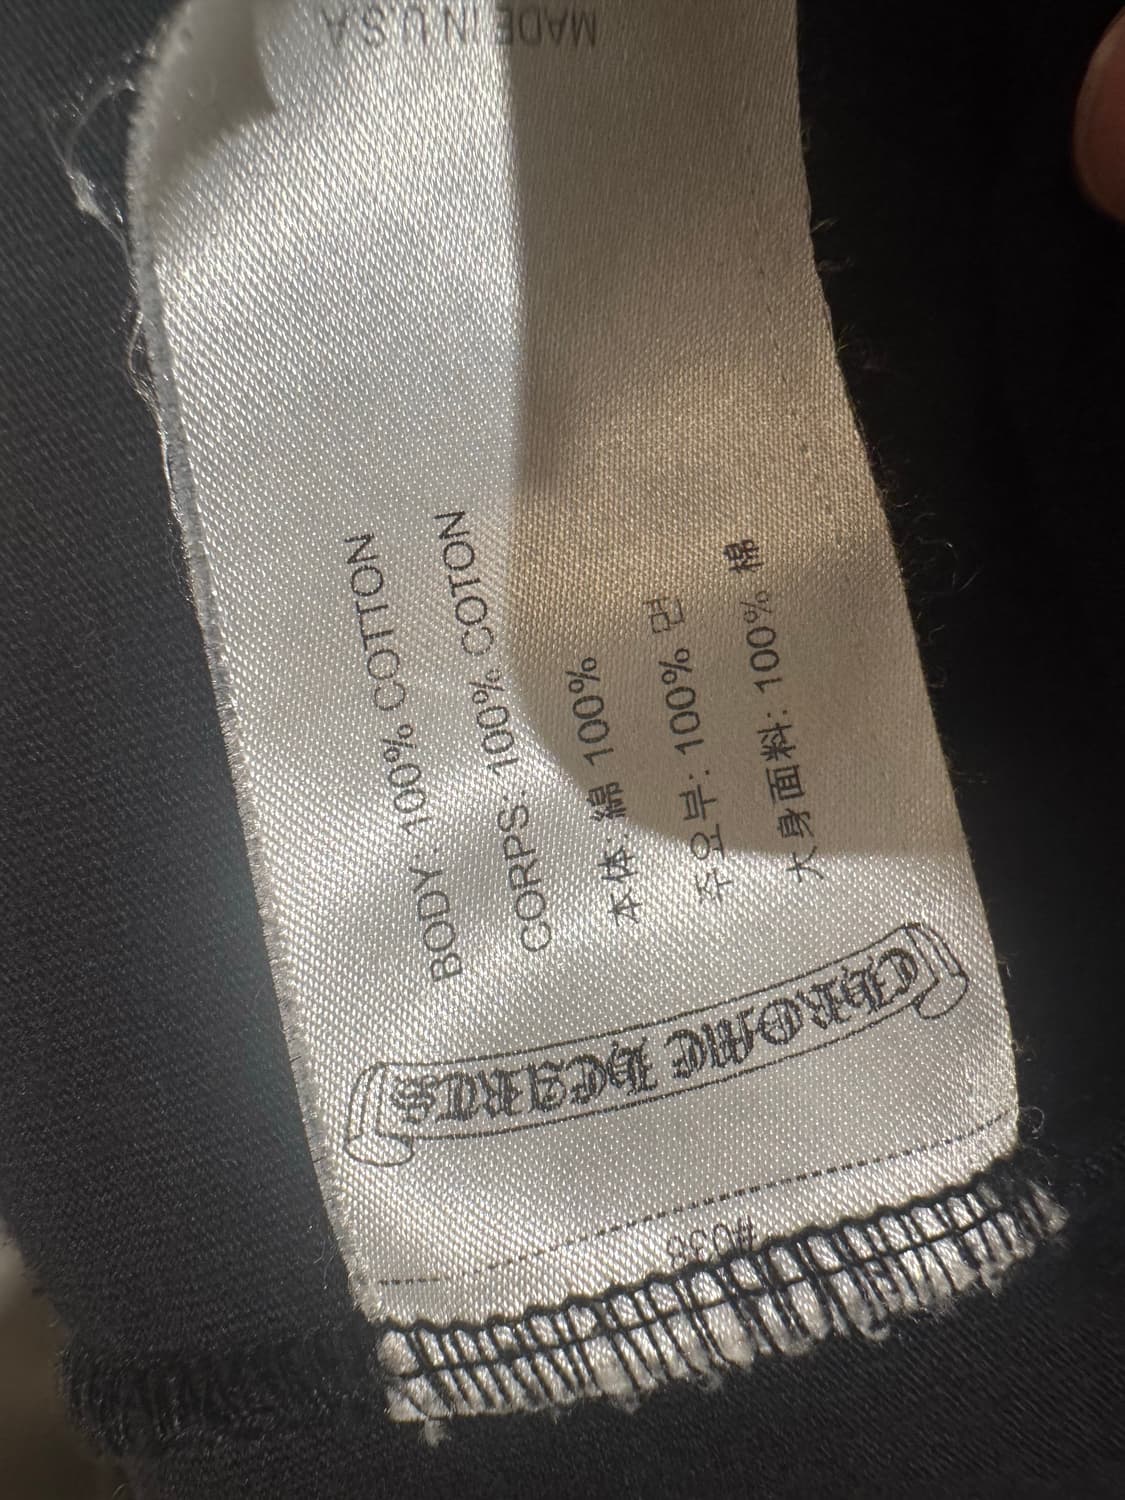 #036
CHROME HEARTS
BODY: 100% COTTON
CORPS: 100% COTON
本体: 綿 100%
주요부: 100% 면
大身面料: 100% 棉
MADE IN U.S.A